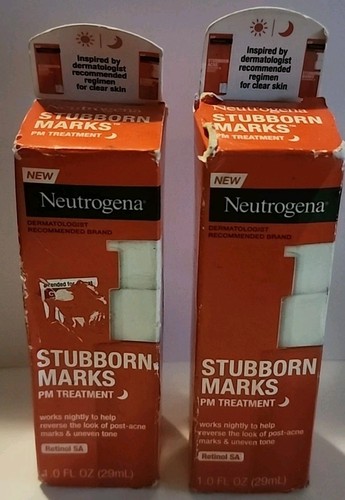 Inspired by
dermatologist
recommended
regimen
for clear skin
Neutrogena
STUBBORN
MARKS
PM TREATMENT
NEW
Neutrogena
DERMATOLOGIST
RECOMMENDED BRAND
STUBBORN
MARKS
PM TREATMENT
works nightly to help
reverse the look of post-acne
marks & uneven tone
Retinol SA
1.0 FL OZ (29mL)
Inspired by
dermatologist
recommended
regimen
for clear skin
Neutrogena
STUBBORN
MARKS
PM TREATMENT
NEW
Neutrogena
DERMATOLOGIST
RECOMMENDED BRAND
STUBBORN
MARKS
PM TREATMENT
works nightly to help
reverse the look of post-acne
marks & uneven tone
Retinol SA
1.0 FL OZ (29mL)